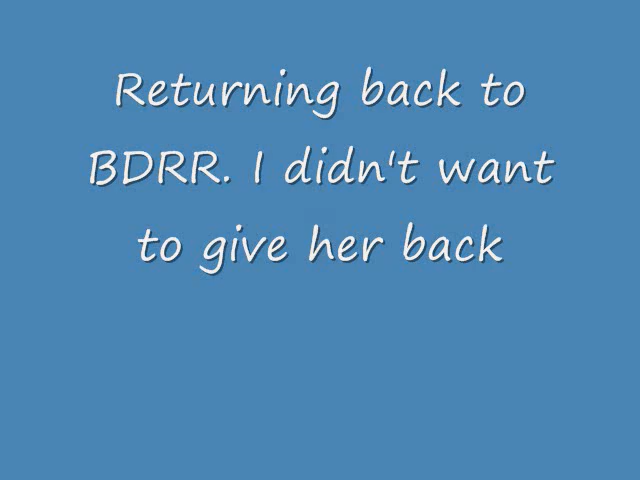 Returning back to
BDRR. I didn't want
to give her back